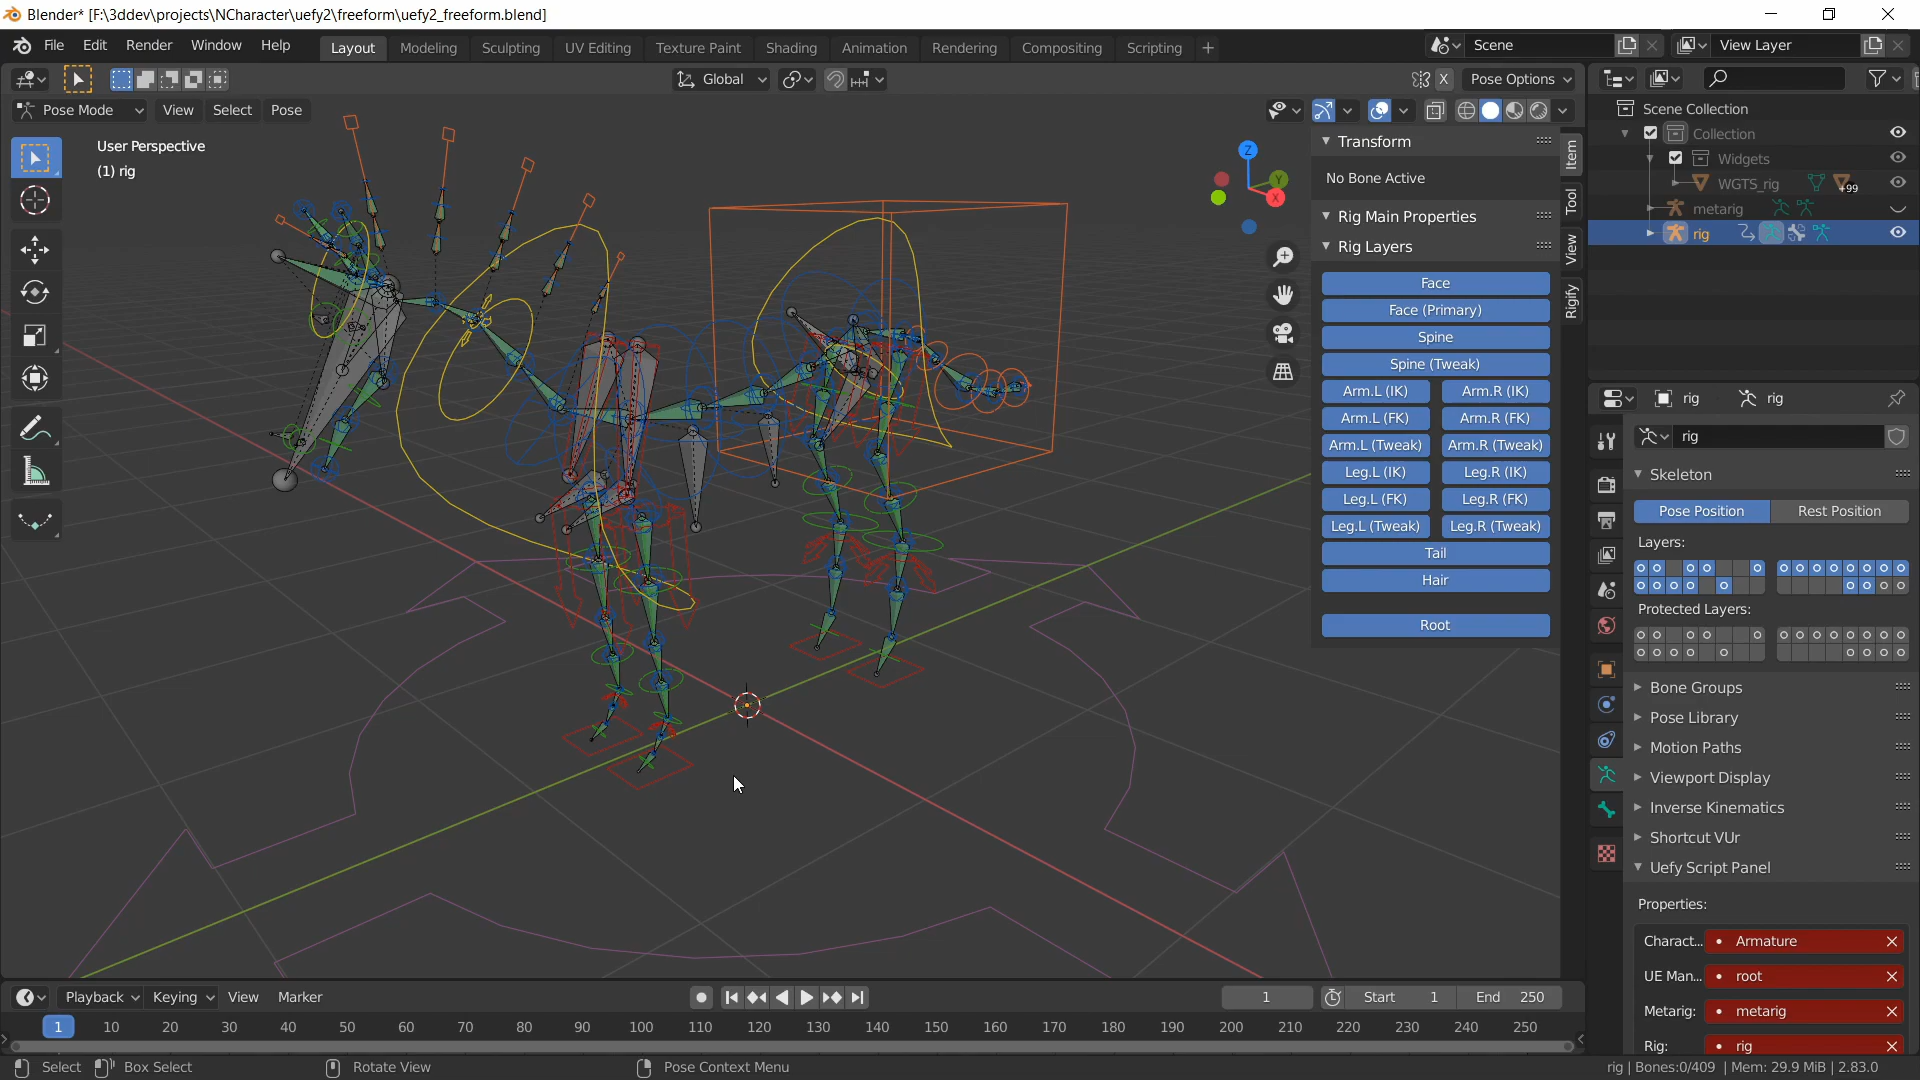 Blender* [F:\3ddev\projects\NCharacter\uefy2\freeform\uefy2_freeform.blend]
File Edit Render Window Help Layout Modeling Sculpting UV Editing Texture Paint Shading Animation Rendering Compositing Scripting + Scene View Layer
Global X Pose Options
Pose Mode View Select Pose
User Perspective
(1) rig
Z
Y
X
Transform
No Bone Active
Rig Main Properties
Rig Layers
Face
Face (Primary)
Spine
Spine (Tweak)
Arm.L (IK) Arm.R (IK)
Arm.L (FK) Arm.R (FK)
Arm.L (Tweak) Arm.R (Tweak)
Leg.L (IK) Leg.R (IK)
Leg.L (FK) Leg.R (FK)
Leg.L (Tweak) Leg.R (Tweak)
Tail
Hair
Root
Item
Tool
View
Rigify
Scene Collection
Collection
Widgets
WGTS_rig +99
metarig
rig
rig rig
rig
Skeleton
Pose Position Rest Position
Layers:
Protected Layers:
Bone Groups
Pose Library
Motion Paths
Viewport Display
Inverse Kinematics
Shortcut VUr
Uefy Script Panel
Properties:
Charact... Armature
UE Man... root
Metarig: metarig
Rig: rig
Playback Keying View Marker 1 Start 1 End 250
1 10 20 30 40 50 60 70 80 90 100 110 120 130 140 150 160 170 180 190 200 210 220 230 240 250
Select Box Select Rotate View Pose Context Menu rig | Bones:0/409 | Mem: 29.9 MiB | 2.83.0